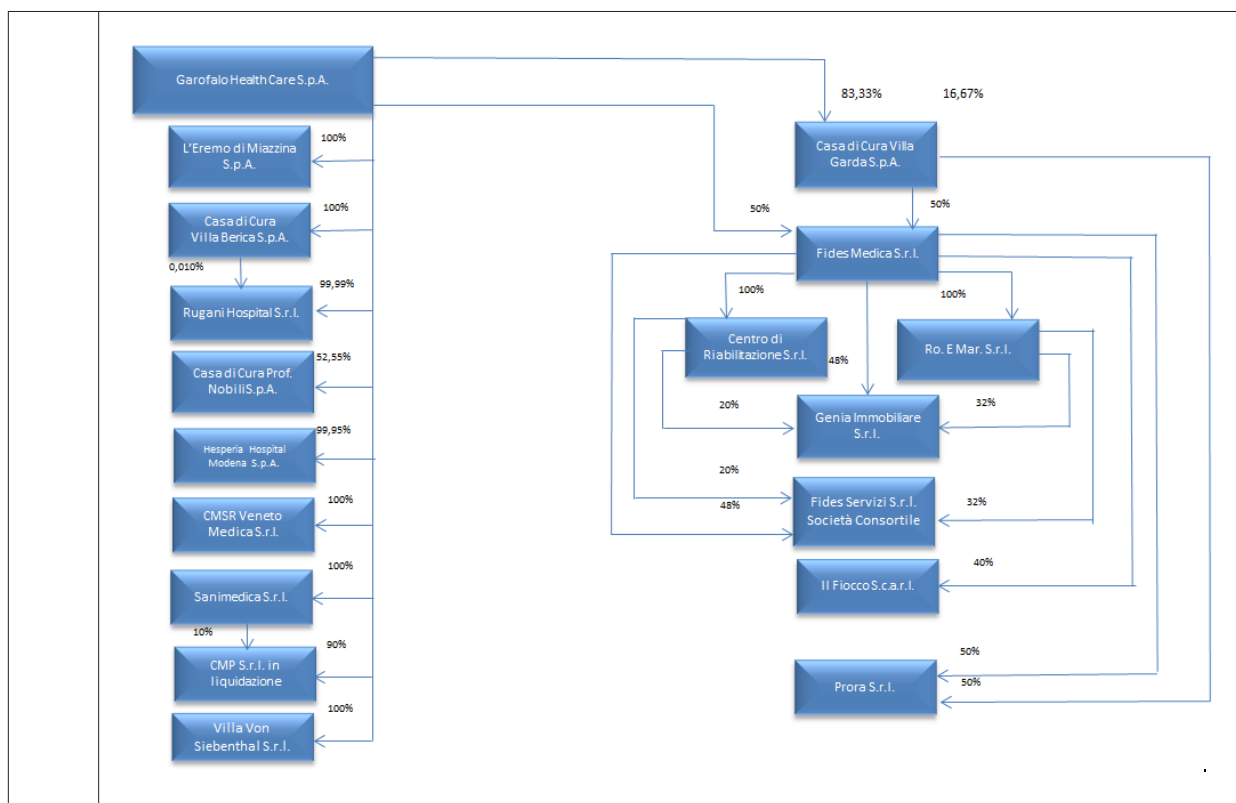 Garofalo Health Care S.p.A.
83,33%
16,67%
100%
L'Eremo di Miazzina
S.p.A.
Casa di Cura Villa
Garda S.p.A.
100%
Casa di Cura
Villa Berica S.p.A.
50%
50%
0,010%
Fides Medica S.r.l.
99,99%
Rugani Hospital S.r.l.
100%
100%
52,55%
Casa di Cura Prof.
Nobili S.p.A.
Centro di
Riabilitazione S.r.l.
48%
Ro. E Mar. S.r.l.
20%
32%
Genia Immobiliare
S.r.l.
99,95%
Hesperia Hospital
Modena S.p.A.
20%
48%
Fides Servizi S.r.l.
Società Consortile
32%
100%
CMSR Veneto
Medica S.r.l.
40%
Il Fiocco S.c.a.r.l.
100%
Sanimedica S.r.l.
10%
90%
CMP S.r.l. in
liquidazione
50%
50%
Prora S.r.l.
100%
Villa Von
Siebenthal S.r.l.
.